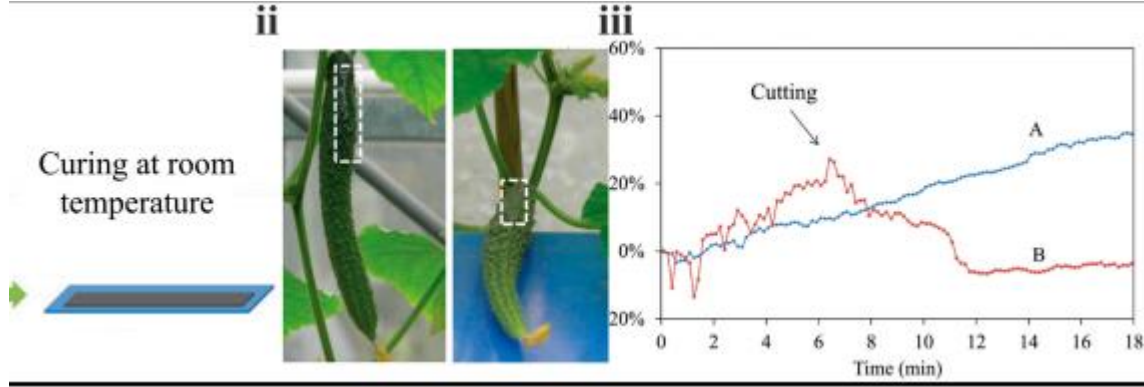 ii
iii
Curing at room
temperature
60%
40%
20%
0%
20%
Cutting
A
B
0 2 4 6 8 10 12 14 16 18
Time (min)